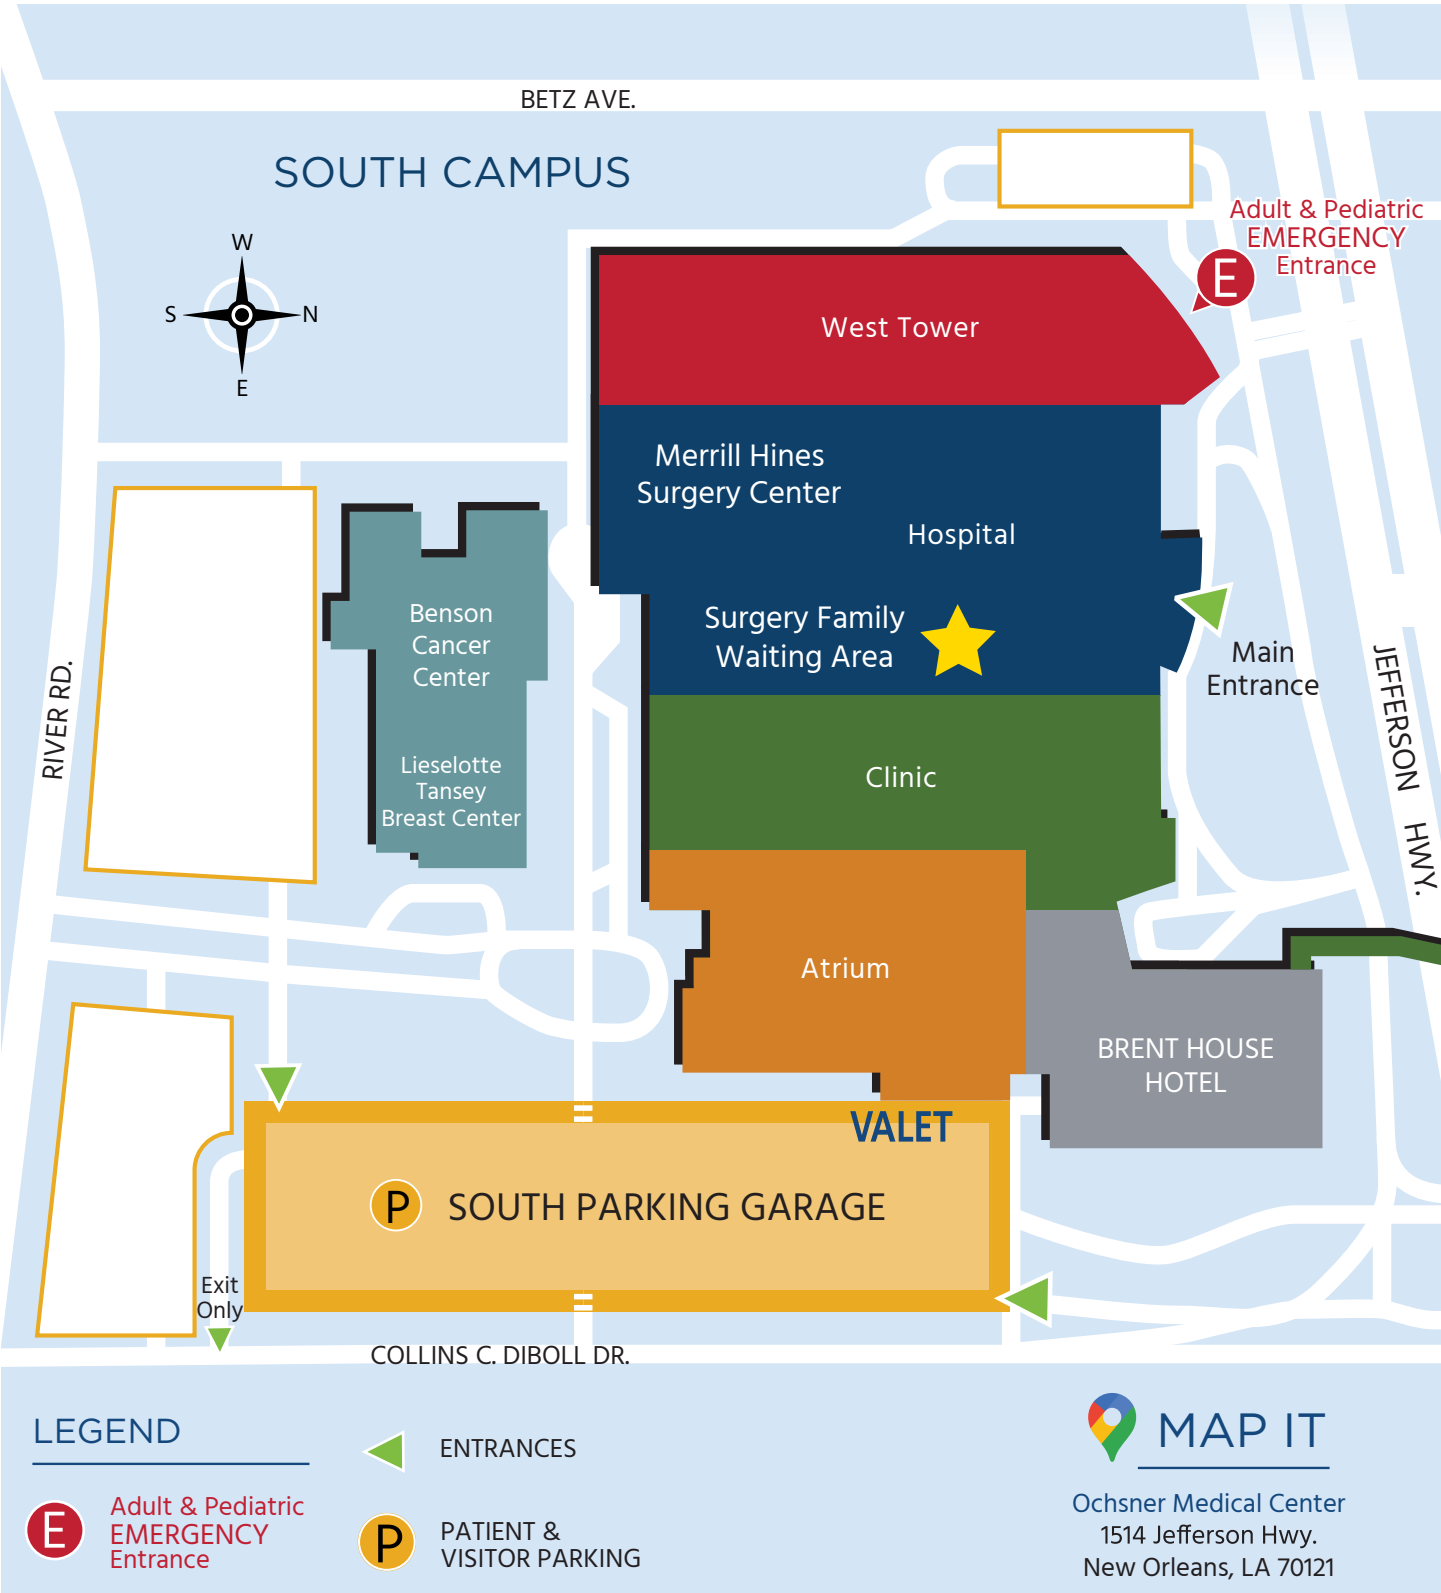 BETZ AVE.
SOUTH CAMPUS
W
S
N
E
Adult & Pediatric
EMERGENCY
Entrance
E
West Tower
Merrill Hines
Surgery Center
Hospital
Surgery Family
Waiting Area
Main
Entrance
Benson
Cancer
Center
Lieselotte
Tansey
Breast Center
RIVER RD.
JEFFERSON HWY.
Clinic
Atrium
BRENT HOUSE
HOTEL
VALET
P SOUTH PARKING GARAGE
Exit
Only
COLLINS C. DIBOLL DR.
LEGEND
E
Adult & Pediatric
EMERGENCY
Entrance
ENTRANCES
P
PATIENT &
VISITOR PARKING
MAP IT
Ochsner Medical Center
1514 Jefferson Hwy.
New Orleans, LA 70121